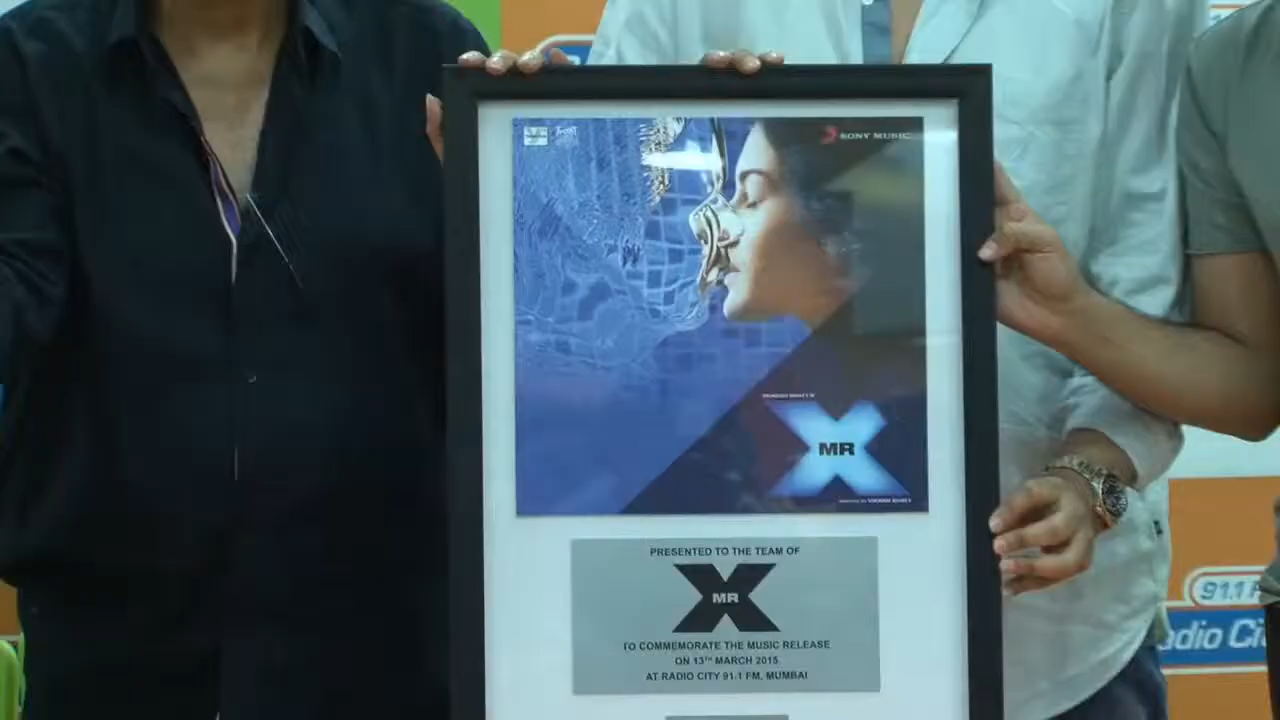 SONY MUSIC
MR X
PRESENTED TO THE TEAM OF
MR X
TO COMMEMORATE THE MUSIC RELEASE
ON 13TH MARCH 2015
AT RADIO CITY 91.1 FM, MUMBAI
91.1 F
adio Ci